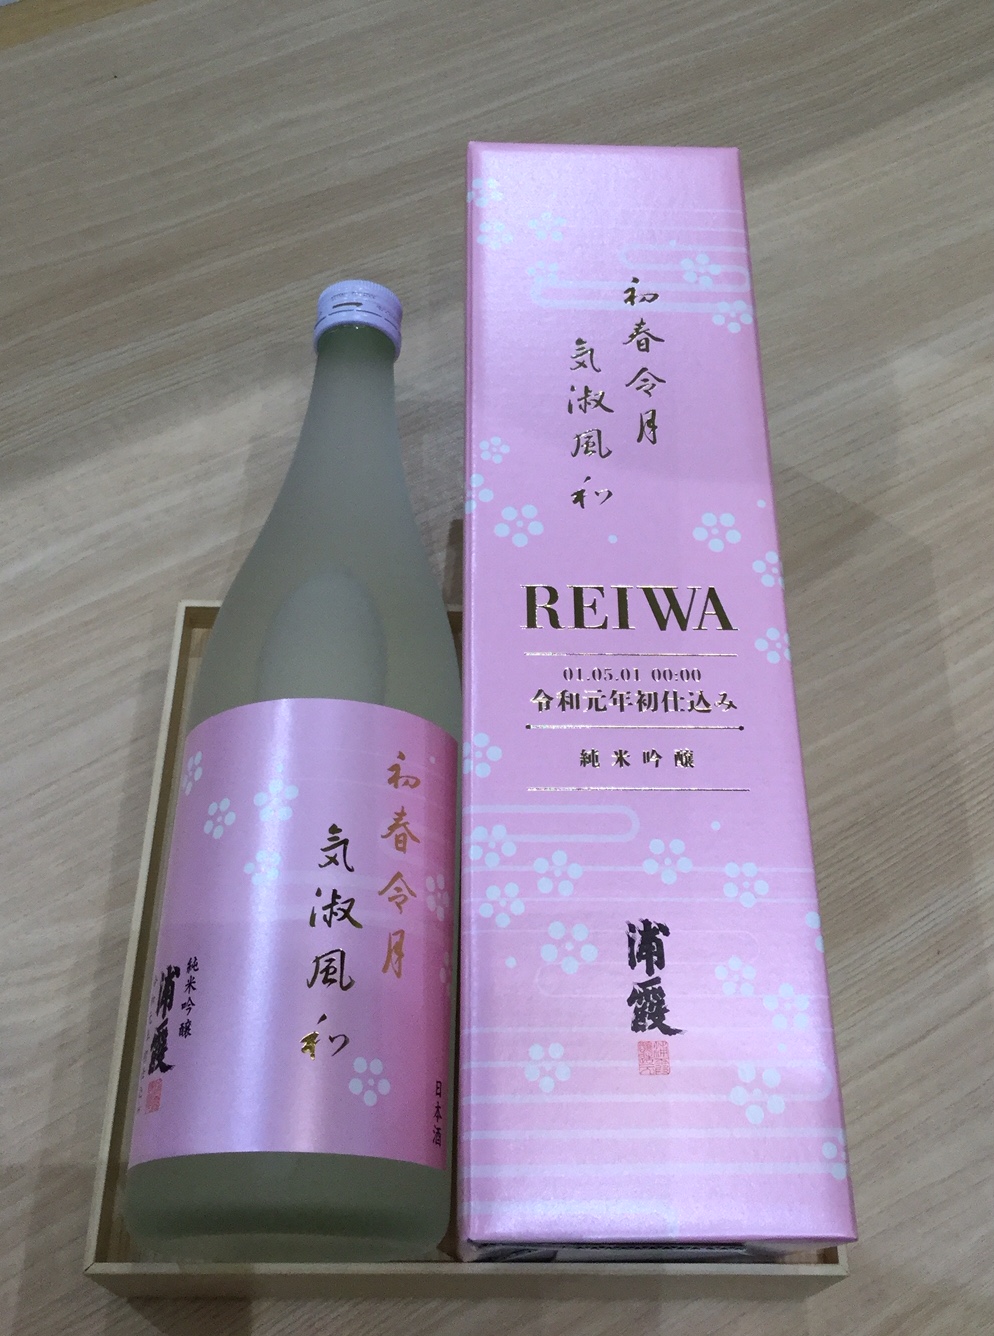 初春令月
気淑風和
純米吟醸
浦霞
日本酒
初春令月
気淑風和
REIWA
01.05.01 00:00
令和元年初仕込み
純米吟醸
浦霞